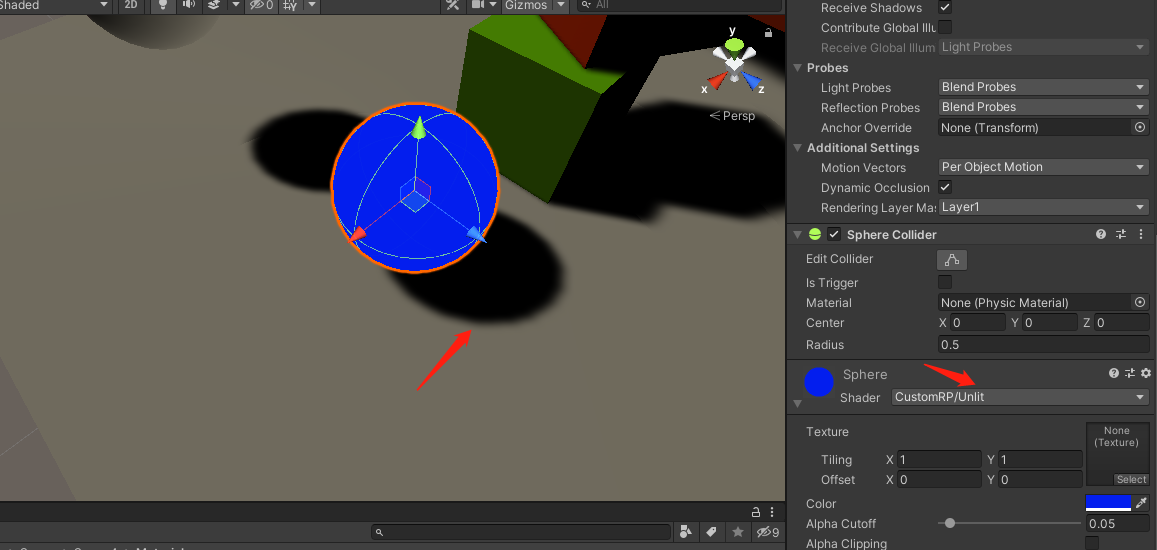 Shaded
2D
0
Gizmos
All
y
x
z
Persp
9
Receive Shadows
Contribute Global Illu
Receive Global Illum Light Probes
Probes
Light Probes Blend Probes
Reflection Probes Blend Probes
Anchor Override None (Transform)
Additional Settings
Motion Vectors Per Object Motion
Dynamic Occlusion
Rendering Layer Mas Layer1
Sphere Collider
Edit Collider
Is Trigger
Material None (Physic Material)
Center X 0 Y 0 Z 0
Radius 0.5
Sphere
Shader CustomRP/Unlit
Texture
None
(Texture)
Tiling X 1 Y 1
Offset X 0 Y 0
Select
Color
Alpha Cutoff 0.05
Alpha Clipping